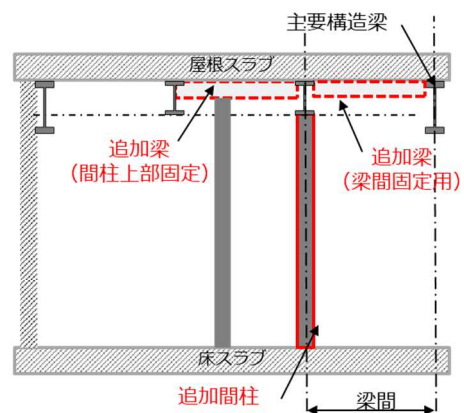 主要構造梁
屋根スラブ
追加梁
(間柱上部固定)
追加梁
(梁間固定用)
床スラブ
追加間柱
梁間